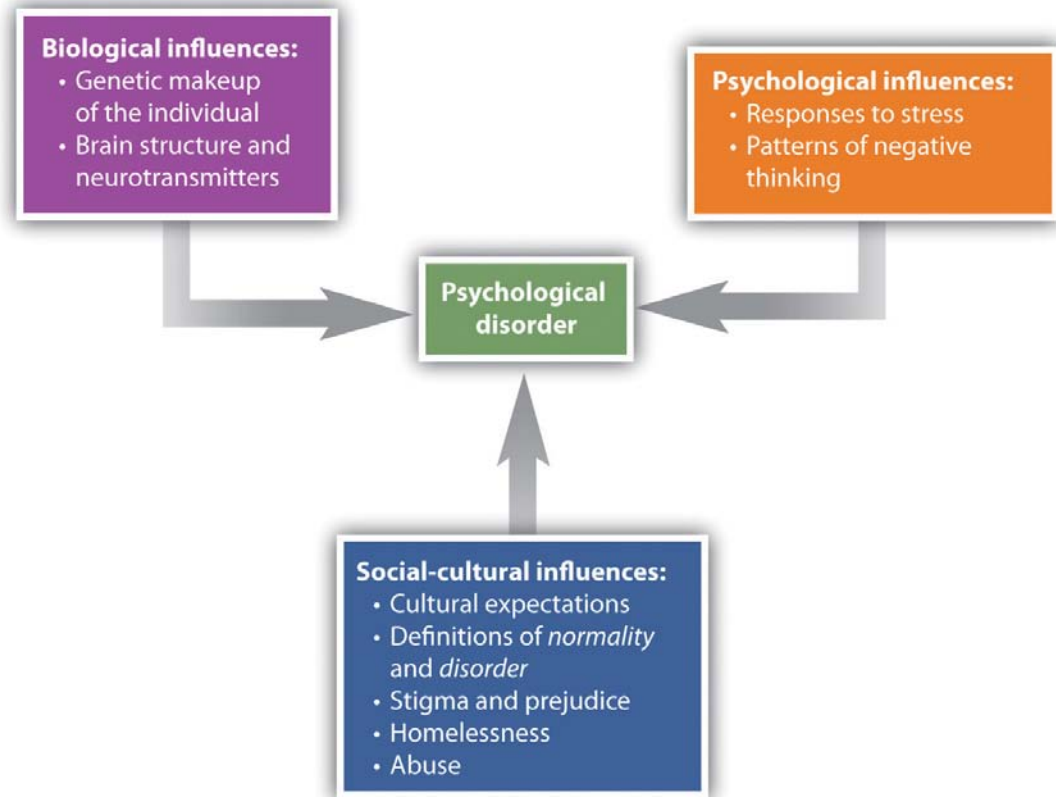 Biological influences:
• Genetic makeup
of the individual
• Brain structure and
neurotransmitters
Psychological influences:
• Responses to stress
• Patterns of negative
thinking
Psychological
disorder
Social-cultural influences:
• Cultural expectations
• Definitions of normality
and disorder
• Stigma and prejudice
• Homelessness
• Abuse